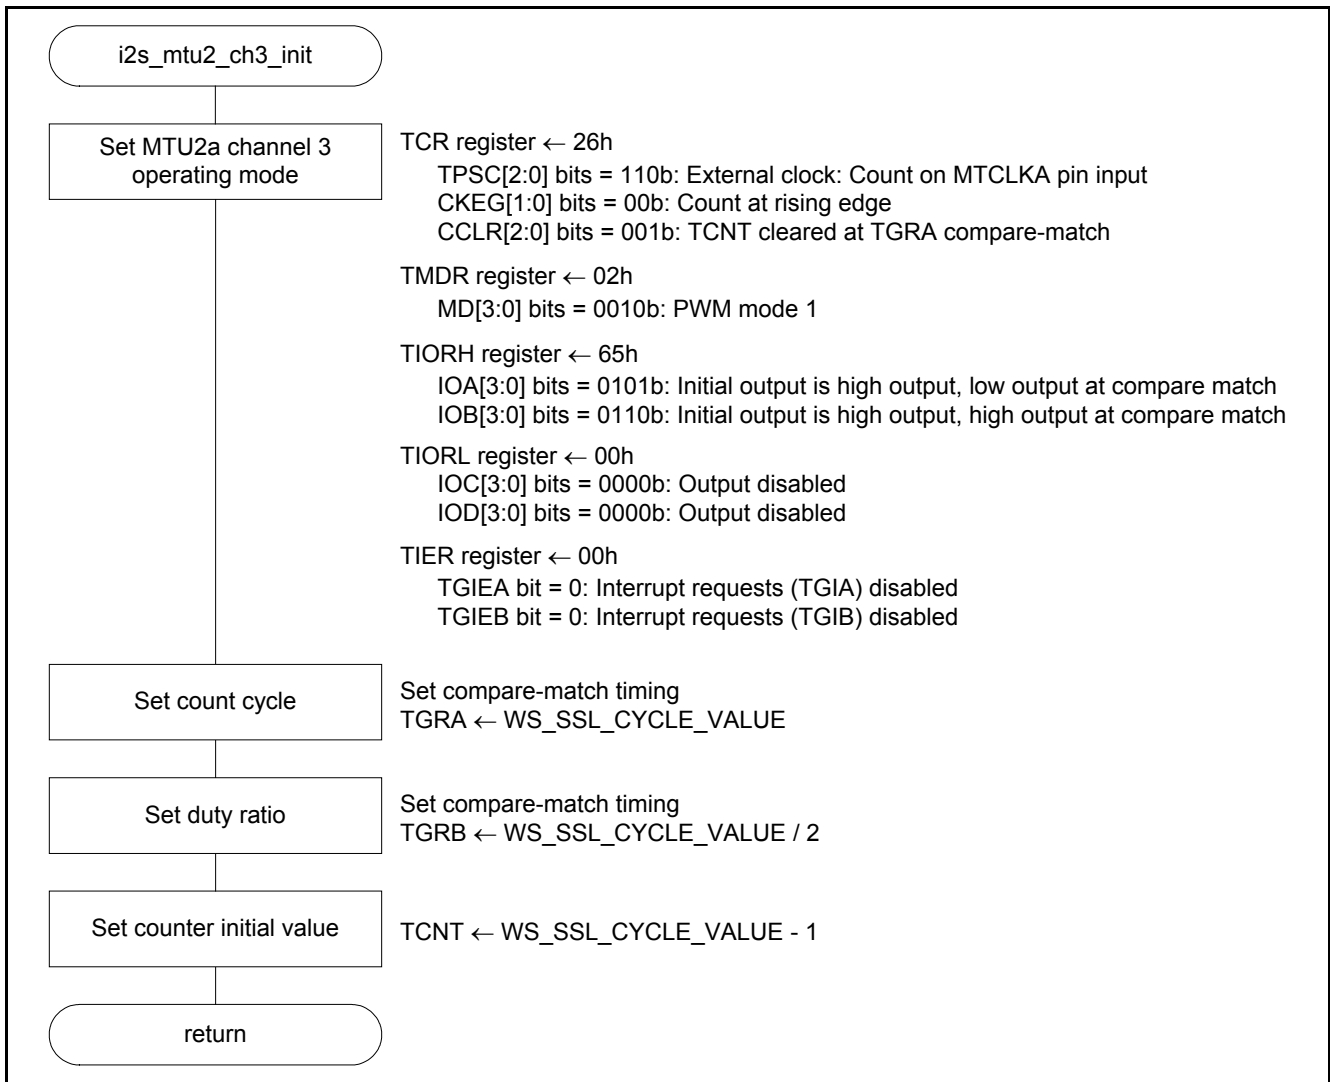 i2s_mtu2_ch3_init
Set MTU2a channel 3
operating mode
TCR register ← 26h
TPSC[2:0] bits = 110b: External clock: Count on MTCLKA pin input
CKEG[1:0] bits = 00b: Count at rising edge
CCLR[2:0] bits = 001b: TCNT cleared at TGRA compare-match
TMDR register ← 02h
MD[3:0] bits = 0010b: PWM mode 1
TIORH register ← 65h
IOA[3:0] bits = 0101b: Initial output is high output, low output at compare match
IOB[3:0] bits = 0110b: Initial output is high output, high output at compare match
TIORL register ← 00h
IOC[3:0] bits = 0000b: Output disabled
IOD[3:0] bits = 0000b: Output disabled
TIER register ← 00h
TGIEA bit = 0: Interrupt requests (TGIA) disabled
TGIEB bit = 0: Interrupt requests (TGIB) disabled
Set count cycle
Set compare-match timing
TGRA ← WS_SSL_CYCLE_VALUE
Set duty ratio
Set compare-match timing
TGRB ← WS_SSL_CYCLE_VALUE / 2
Set counter initial value
TCNT ← WS_SSL_CYCLE_VALUE - 1
return